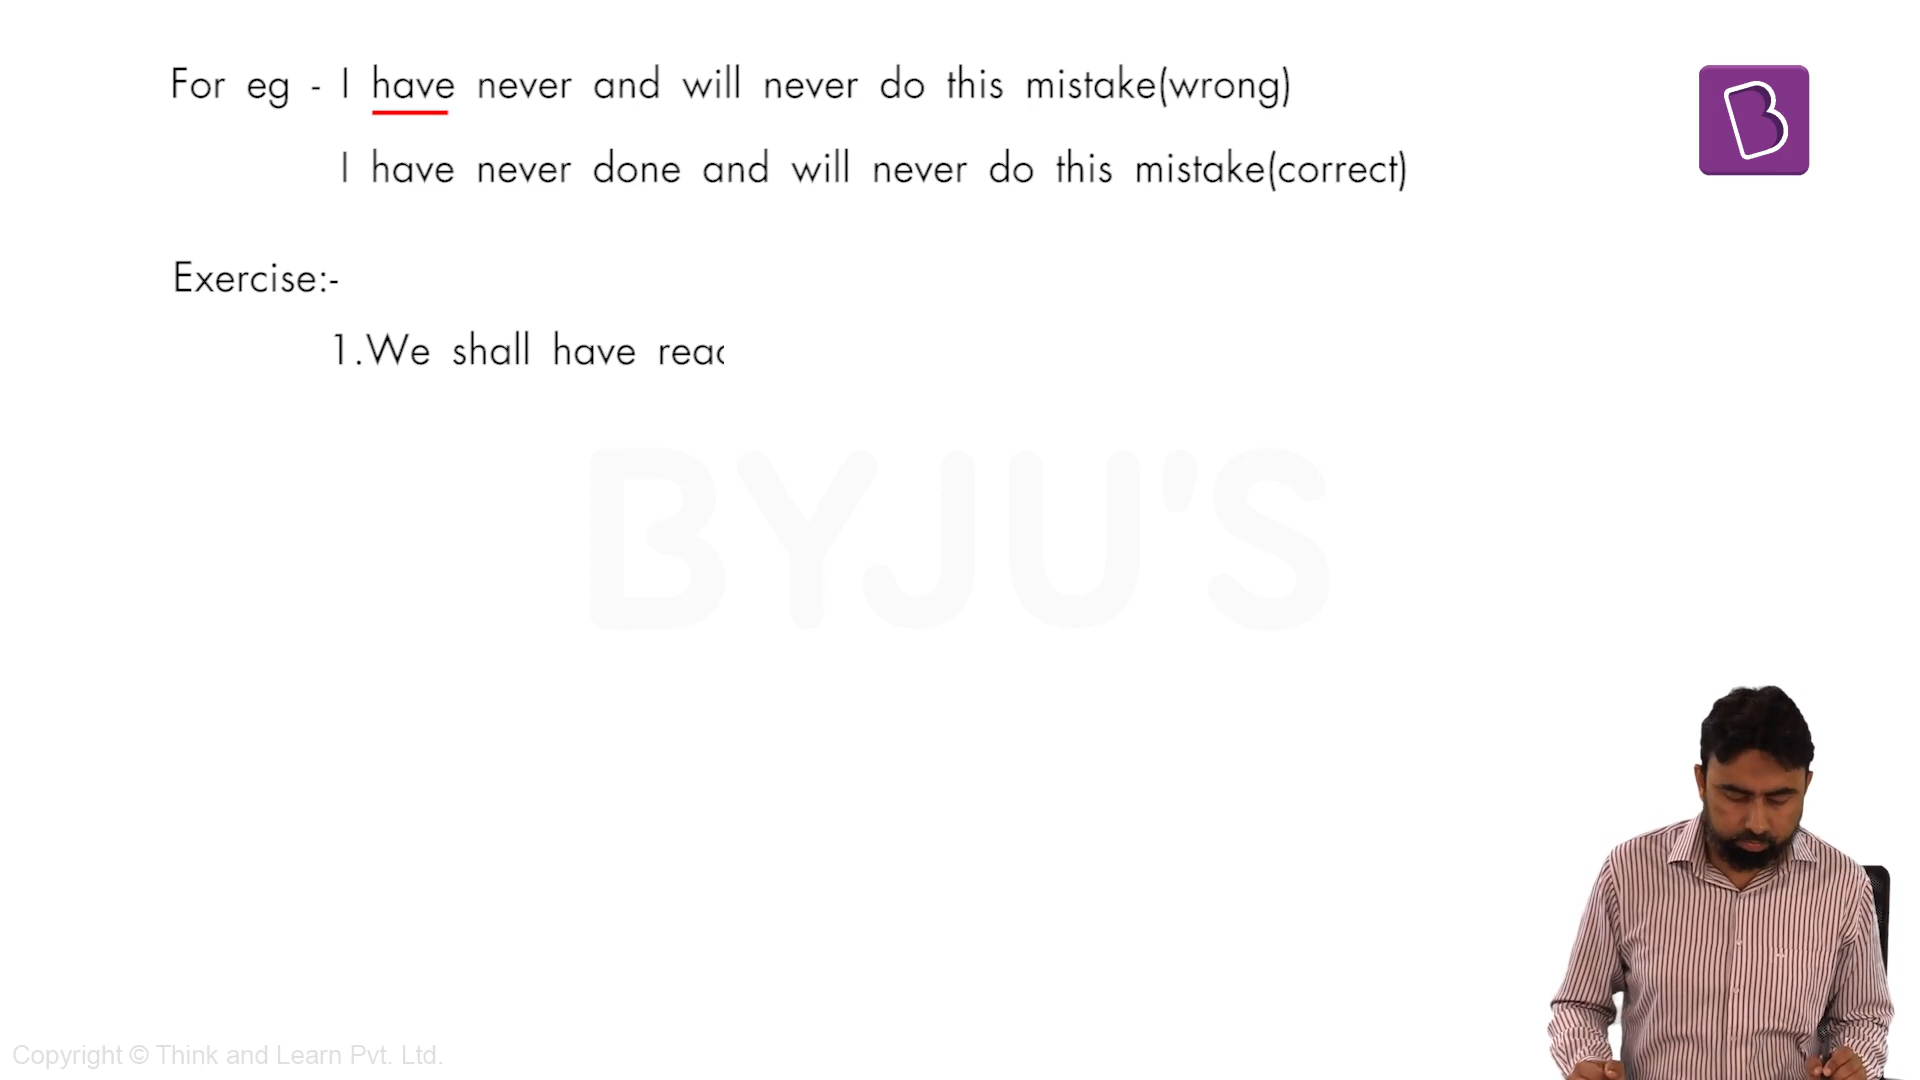 For eg - I have never and will never do this mistake(wrong)
I have never done and will never do this mistake(correct)
Exercise:-
1.We shall have
BYJU'S
Copyright © Think and Learn Pvt. Ltd.